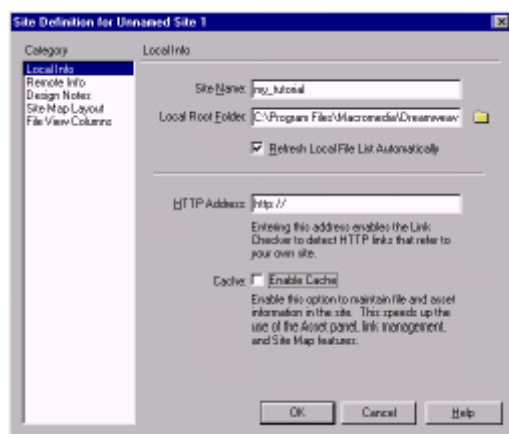 Site Definition for Unnamed Site 1
Category
Local Info
Local Info
Remote Info
Design Notes
Site Map Layout
File View Columns
Site Name: my_tutorial
Local Root Folder: C:\Program Files\Macromedia\Dreamweav
Refresh Local File List Automatically
HTTP Address: http://
Entering this address enables the Link
Checker to detect HTTP links that refer to
your own site.
Cache: Enable Cache
Enable this option to maintain file and asset
information in the site. This speeds up the
use of the Asset panel, link management,
and Site Map features.
OK Cancel Help